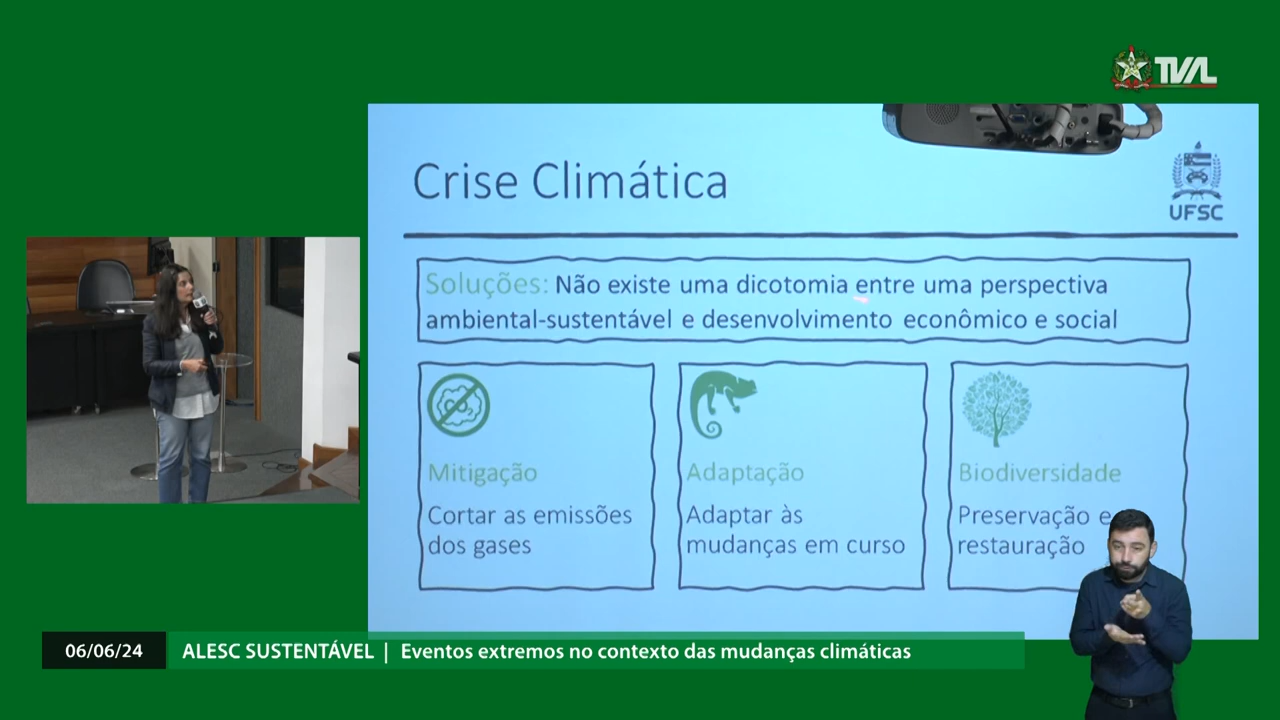 TVAL
Crise Climática
UFSC
Soluções: Não existe uma dicotomia entre uma perspectiva
ambiental-sustentável e desenvolvimento econômico e social
Mitigação
Cortar as emissões
dos gases
Adaptação
Adaptar às
mudanças em curso
Biodiversidade
Preservação e
restauração
06/06/24
ALESC SUSTENTÁVEL | Eventos extremos no contexto das mudanças climáticas